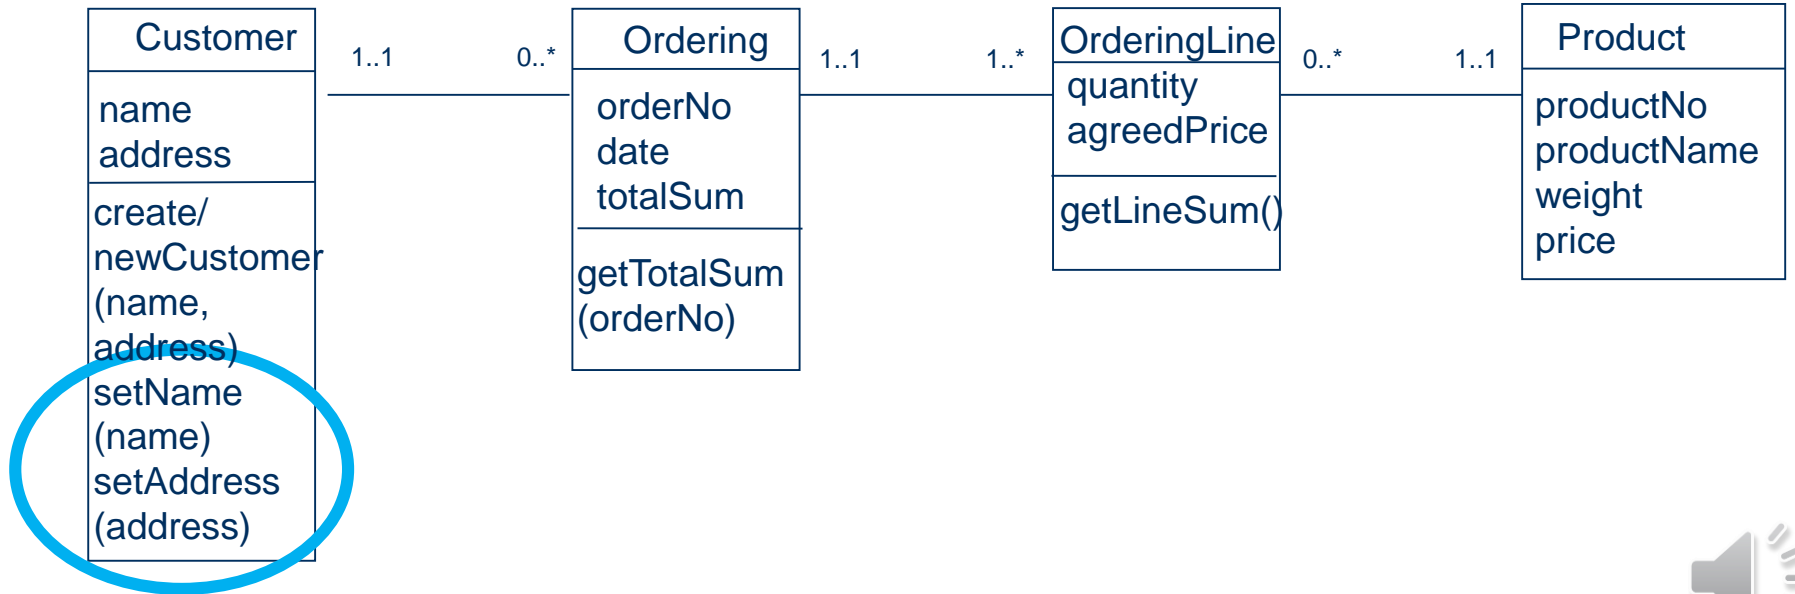 Customer
name
address
create/
newCustomer
(name,
address)
setName
(name)
setAddress
(address)
1..1
0..*
Ordering
orderNo
date
totalSum
getTotalSum
(orderNo)
1..1
1..*
OrderingLine
quantity
agreedPrice
getLineSum()
0..*
1..1
Product
productNo
productName
weight
price